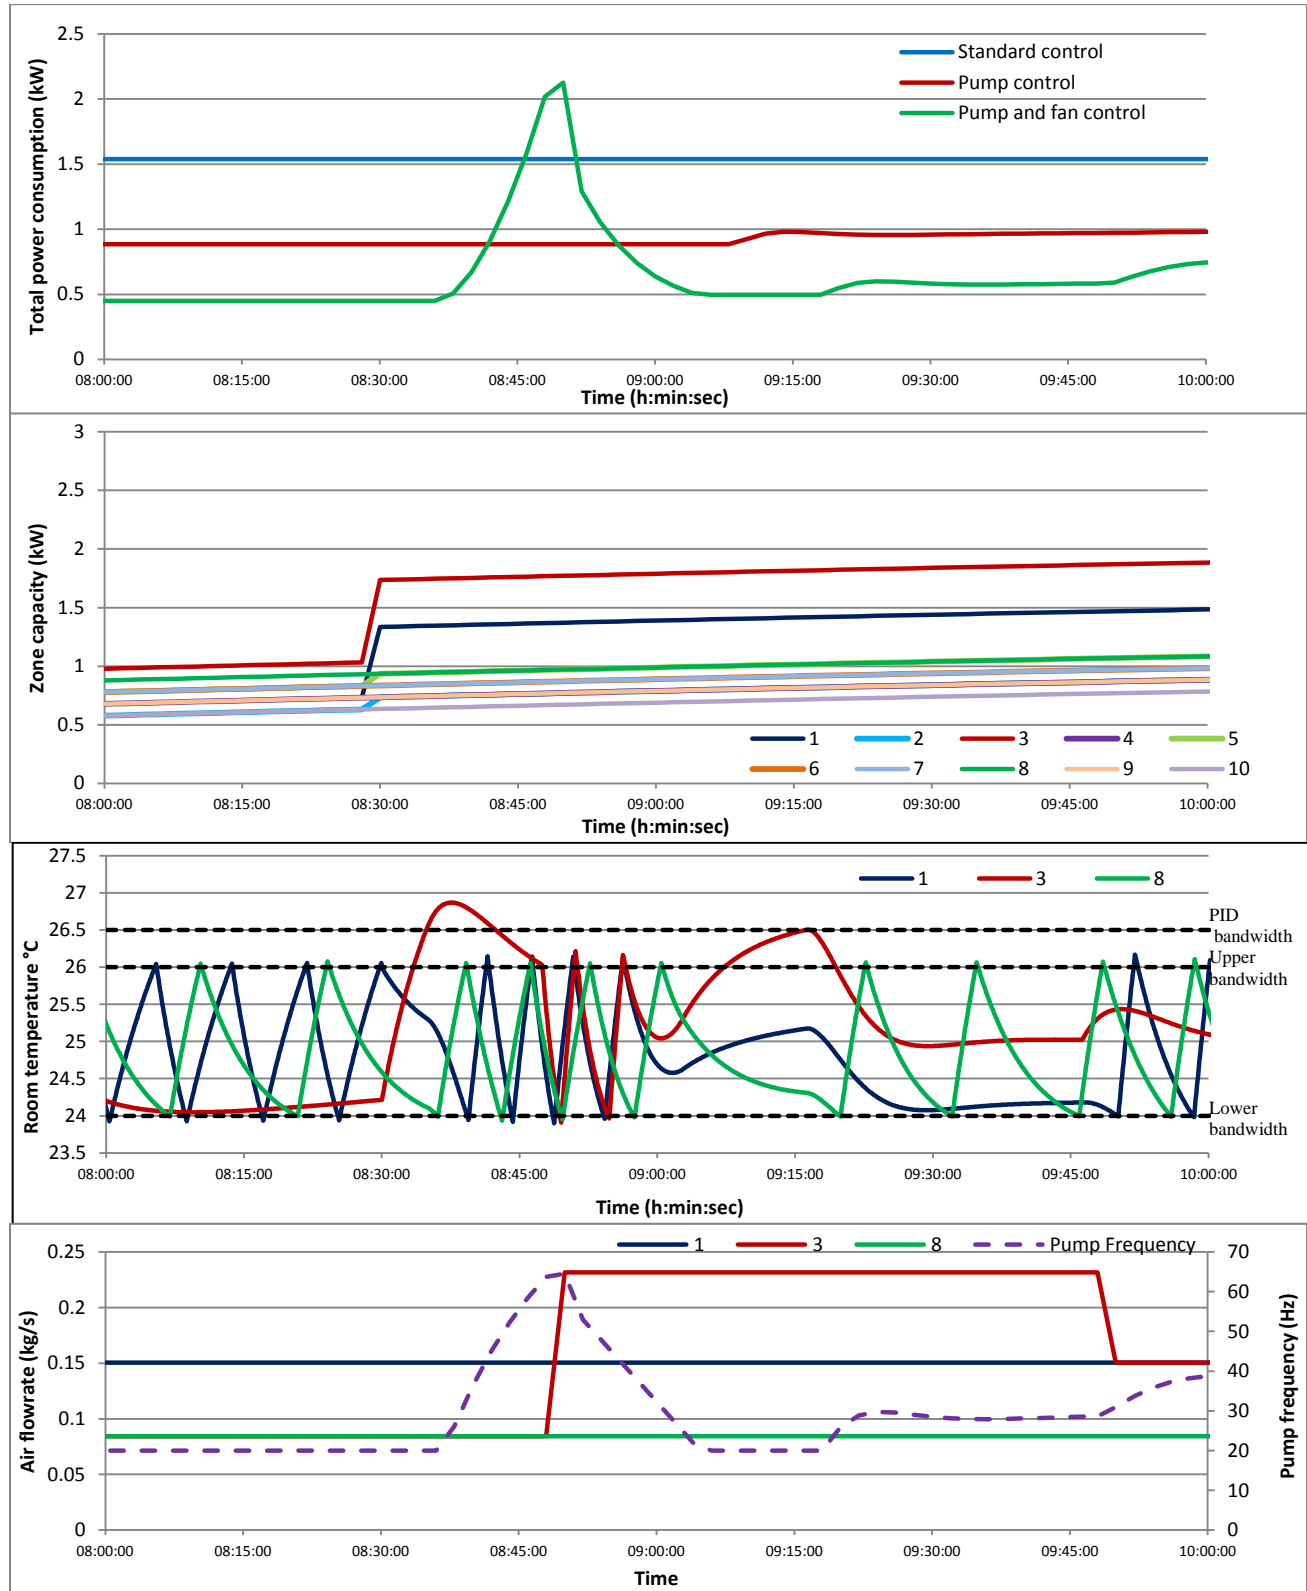 Total power consumption (kW)
2.5
2
1.5
1
0.5
0
Standard control
Pump control
Pump and fan control
08:00:00 08:15:00 08:30:00 08:45:00 09:00:00 09:15:00 09:30:00 09:45:00 10:00:00
Time (h:min:sec)
Zone capacity (kW)
3
2.5
2
1.5
1
0.5
0
1 2 3 4 5
6 7 8 9 10
08:00:00 08:15:00 08:30:00 08:45:00 09:00:00 09:15:00 09:30:00 09:45:00 10:00:00
Time (h:min:sec)
Room temperature °C
27.5
27
26.5
26
25.5
25
24.5
24
23.5
1 3 8
PID
bandwidth
Upper
bandwidth
Lower
bandwidth
08:00:00 08:15:00 08:30:00 08:45:00 09:00:00 09:15:00 09:30:00 09:45:00 10:00:00
Time (h:min:sec)
Air flowrate (kg/s)
0.25
0.2
0.15
0.1
0.05
0
1 3 8 Pump Frequency
70
60
50
40
30
20
10
0
Pump frequency (Hz)
08:00:00 08:15:00 08:30:00 08:45:00 09:00:00 09:15:00 09:30:00 09:45:00 10:00:00
Time